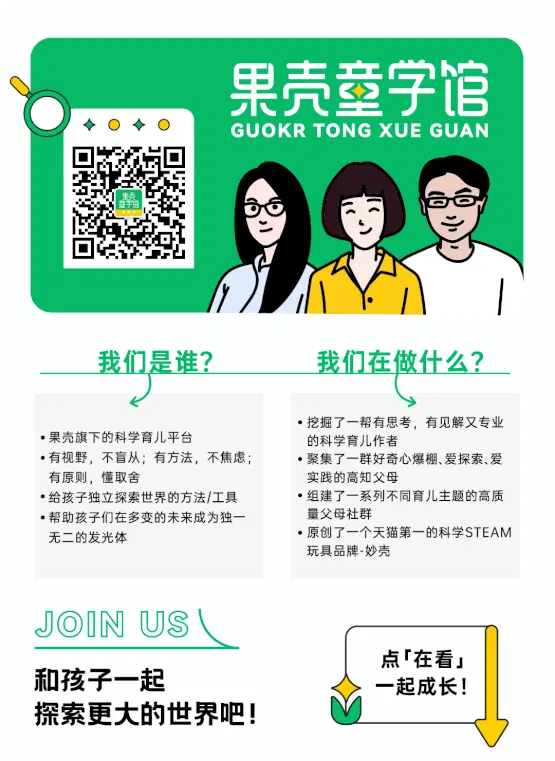 果壳童学馆
GUOKR TONG XUE GUAN
果壳
童学馆
我们是谁？
• 果壳旗下的科学育儿平台
• 有视野，不盲从；有方法，不焦虑；
有原则，懂取舍
• 给孩子独立探索世界的方法/工具
• 帮助孩子们在多变的未来成为独一
无二的发光体
我们在做什么？
• 挖掘了一帮有思考，有见解又专业
的科学育儿作者
• 聚集了一群好奇心爆棚、爱探索、爱
实践的高知父母
• 组建了一系列不同育儿主题的高质
量父母社群
• 原创了一个天猫第一的科学STEAM
玩具品牌-妙壳
JOIN US
和孩子一起
探索更大的世界吧！
点「在看」
一起成长！